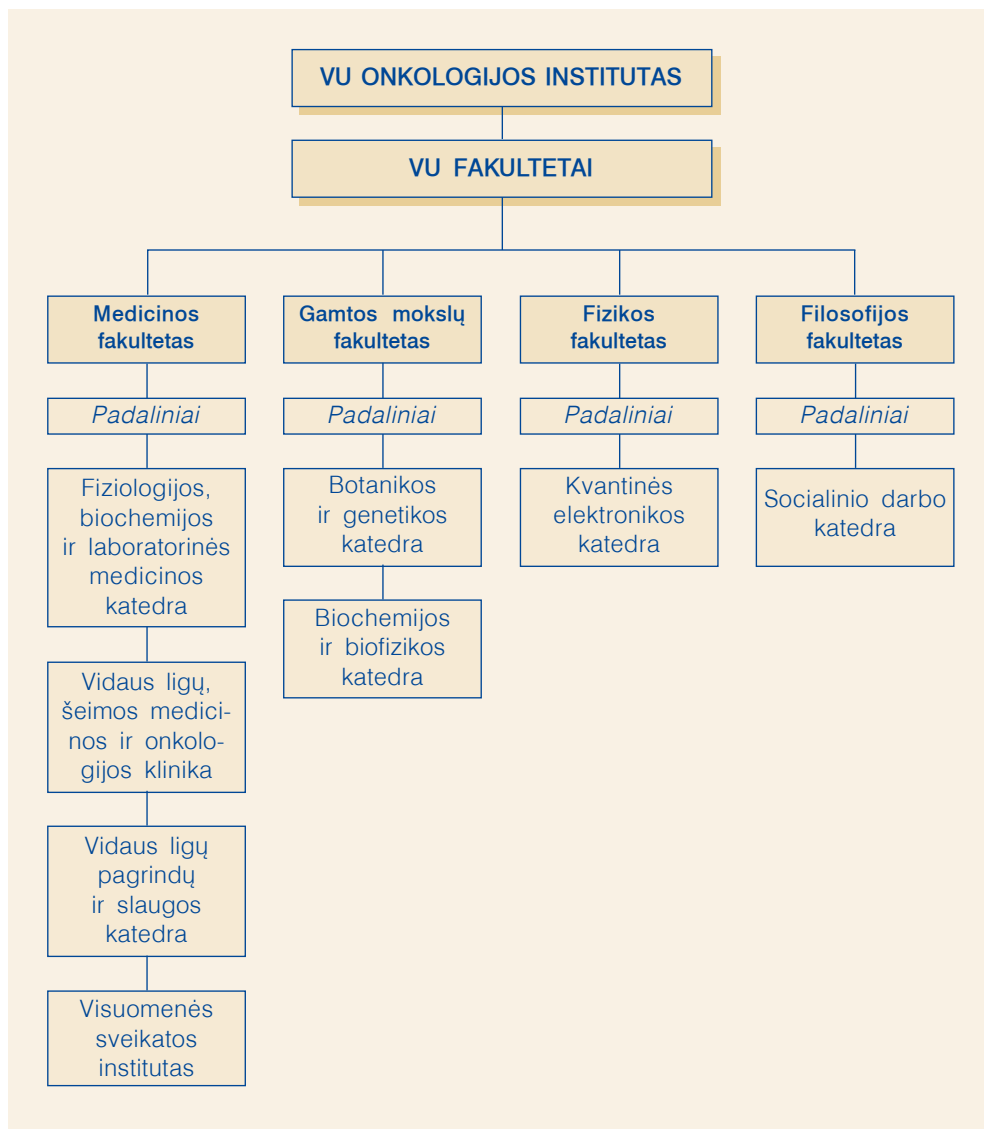 VU ONKOLOGIJOS INSTITUTAS
VU FAKULTETAI
Medicinos
fakultetas
Padaliniai
Fiziologijos,
biochemijos
ir laboratorinės
medicinos
katedra
Vidaus ligų,
šeimos medici-
nos ir onkolo-
gijos klinika
Vidaus ligų
pagrindų
ir slaugos
katedra
Visuomenės
sveikatos
institutas
Gamtos mokslų
fakultetas
Padaliniai
Botanikos
ir genetikos
katedra
Biochemijos
ir biofizikos
katedra
Fizikos
fakultetas
Padaliniai
Kvantinės
elektronikos
katedra
Filosofijos
fakultetas
Padaliniai
Socialinio darbo
katedra